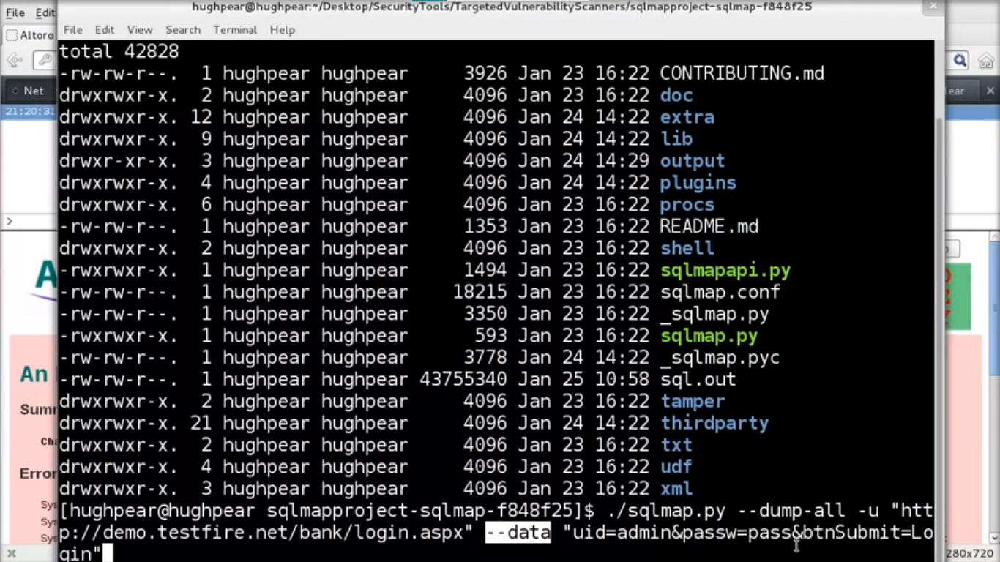 hughpear@hughpear:~/Desktop/SecurityTools/TargetedVulnerabilityScanners/sqlmapproject-sqlmap-f848f25
File Edit
File Edit View Search Terminal Help
Altoro
Net
lear
21:20:31
total 42828
-rw-rw-r--. 1 hughpear hughpear 3926 Jan 23 16:22 CONTRIBUTING.md
drwxrwxr-x. 2 hughpear hughpear 4096 Jan 23 16:22 doc
drwxrwxr-x. 12 hughpear hughpear 4096 Jan 24 14:22 extra
drwxrwxr-x. 9 hughpear hughpear 4096 Jan 24 14:22 lib
drwxr-xr-x. 3 hughpear hughpear 4096 Jan 24 14:29 output
drwxrwxr-x. 4 hughpear hughpear 4096 Jan 24 14:22 plugins
drwxrwxr-x. 6 hughpear hughpear 4096 Jan 23 16:22 procs
-rw-rw-r--. 1 hughpear hughpear 1353 Jan 23 16:22 README.md
drwxrwxr-x. 2 hughpear hughpear 4096 Jan 23 16:22 shell
-rwxrwxr-x. 1 hughpear hughpear 1494 Jan 23 16:22 sqlmapapi.py
-rw-rw-r--. 1 hughpear hughpear 18215 Jan 23 16:22 sqlmap.conf
-rw-rw-r--. 1 hughpear hughpear 3350 Jan 23 16:22 _sqlmap.py
-rwxrwxr-x. 1 hughpear hughpear 593 Jan 23 16:22 sqlmap.py
-rw-rw-r--. 1 hughpear hughpear 3778 Jan 24 14:22 _sqlmap.pyc
-rw-rw-r--. 1 hughpear hughpear 43755340 Jan 25 10:58 sql.out
drwxrwxr-x. 2 hughpear hughpear 4096 Jan 23 16:22 tamper
drwxrwxr-x. 21 hughpear hughpear 4096 Jan 24 14:22 thirdparty
drwxrwxr-x. 2 hughpear hughpear 4096 Jan 23 16:22 txt
drwxrwxr-x. 4 hughpear hughpear 4096 Jan 23 16:22 udf
drwxrwxr-x. 3 hughpear hughpear 4096 Jan 23 16:22 xml
[hughpear@hughpear sqlmapproject-sqlmap-f848f25]$ ./sqlmap.py --dump-all -u "htt
p://demo.testfire.net/bank/login.aspx" --data "uid=admin&passw=pass&btnSubmit=Lo
gin"
An
Summ
Cha
Error
Sys
Sys
Sys
Sys
280x720